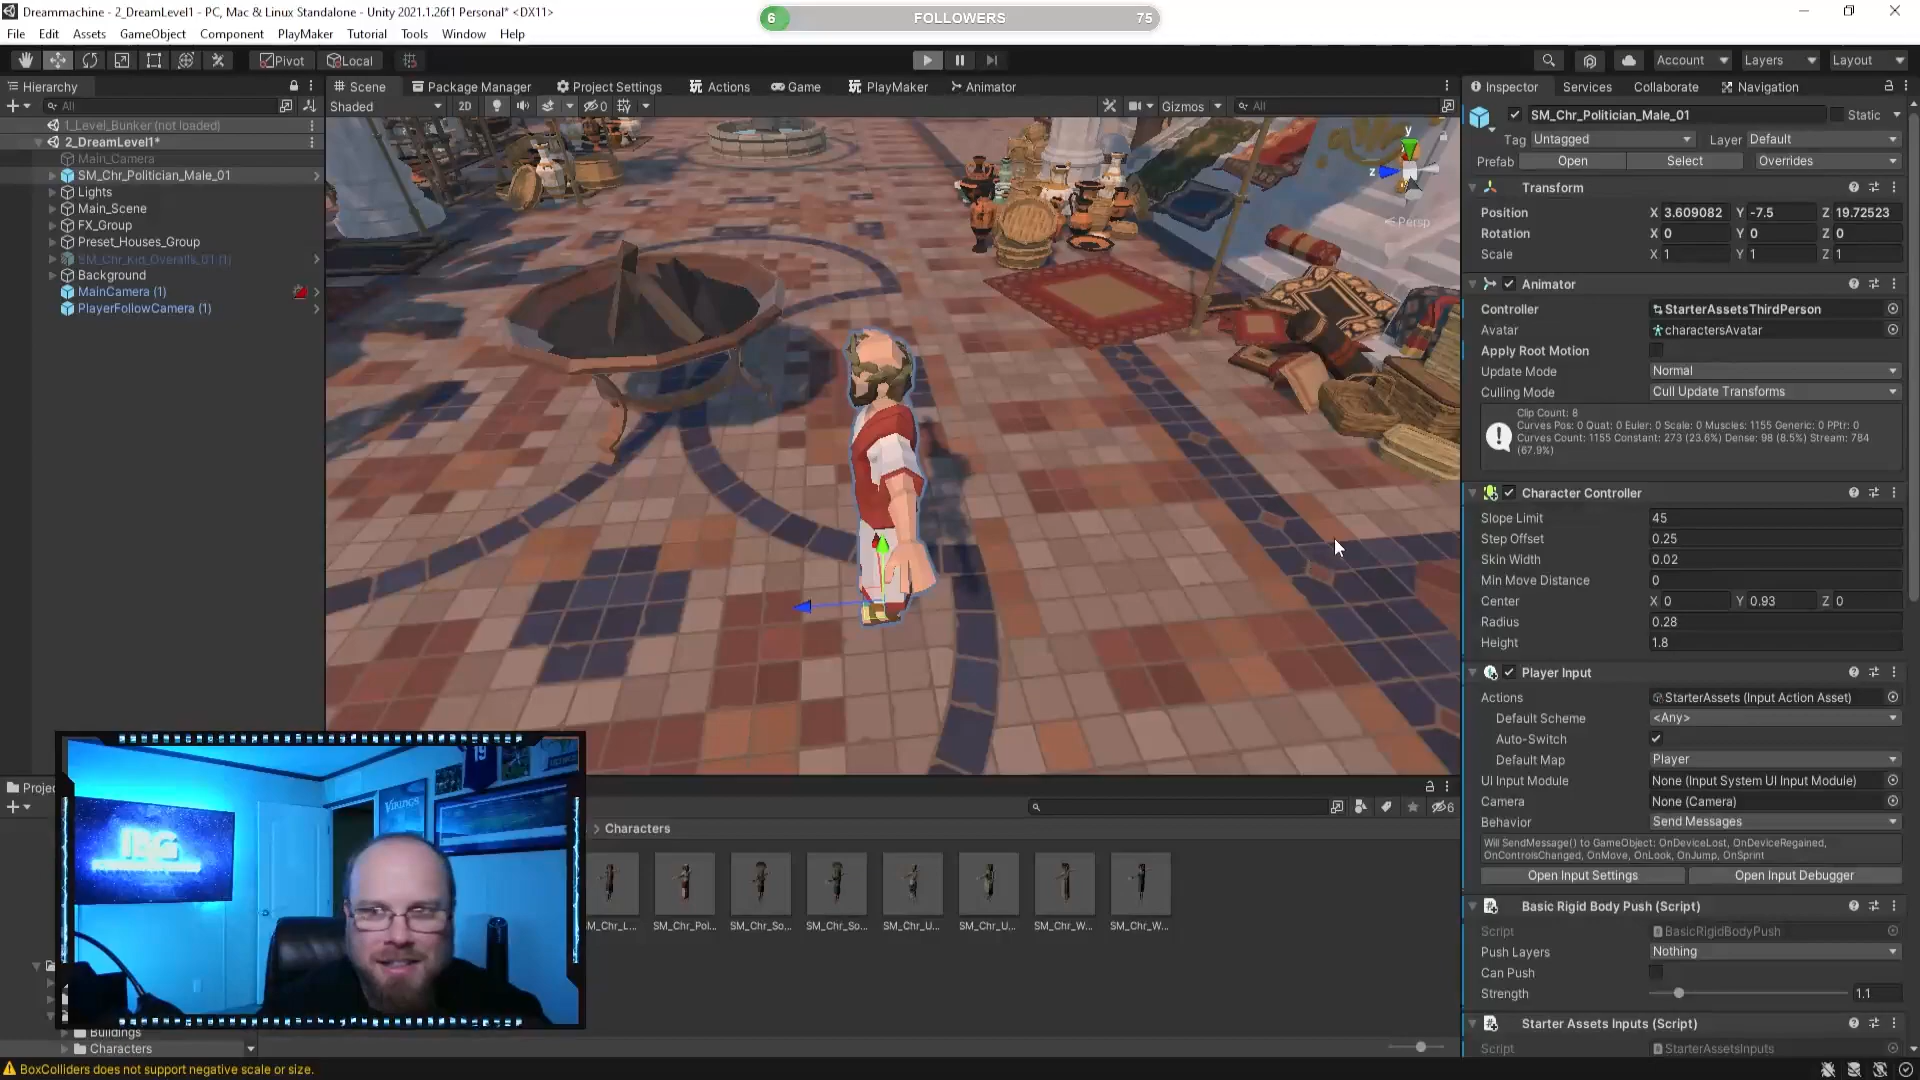 Dreammachine - 2_DreamLevel1 - PC, Mac & Linux Standalone - Unity 2021.1.26f1 Personal* <DX11>
6 FOLLOWERS 75
File Edit Assets GameObject Component PlayMaker Tutorial Tools Window Help
Pivot Local
Account Layers Layout
Hierarchy
All
1_Level_Bunker (not loaded)
2_DreamLevel1*
Main_Camera
SM_Chr_Politician_Male_01
Lights
Main_Scene
FX_Group
Preset_Houses_Group
SM_Chr_Kid_Overalls_01 (1)
Background
MainCamera (1)
PlayerFollowCamera (1)
Scene Package Manager Project Settings Actions Game PlayMaker Animator
Shaded 2D 0 Gizmos All
y
z
Persp
Inspector Services Collaborate Navigation
SM_Chr_Politician_Male_01 Static
Tag Untagged Layer Default
Prefab Open Select Overrides
Transform
Position X 3.609082 Y -7.5 Z 19.72523
Rotation X 0 Y 0 Z 0
Scale X 1 Y 1 Z 1
Animator
Controller StarterAssetsThirdPerson
Avatar charactersAvatar
Apply Root Motion
Update Mode Normal
Culling Mode Cull Update Transforms
Clip Count: 8
Curves Pos: 0 Quat: 0 Euler: 0 Scale: 0 Muscles: 1155 Generic: 0 PPtr: 0
Curves Count: 1155 Constant: 273 (23.6%) Dense: 98 (8.5%) Stream: 784
(67.9%)
Character Controller
Slope Limit 45
Step Offset 0.25
Skin Width 0.02
Min Move Distance 0
Center X 0 Y 0.93 Z 0
Radius 0.28
Height 1.8
Player Input
Actions StarterAssets (Input Action Asset)
Default Scheme <Any>
Auto-Switch
Default Map Player
UI Input Module None (Input System UI Input Module)
Camera None (Camera)
Behavior Send Messages
Will SendMessage() to GameObject: OnDeviceLost, OnDeviceRegained,
OnControlsChanged, OnMove, OnLook, OnJump, OnSprint
Open Input Settings Open Input Debugger
Basic Rigid Body Push (Script)
Script BasicRigidBodyPush
Push Layers Nothing
Can Push
Strength 1.1
Starter Assets Inputs (Script)
Script StarterAssetsInputs
Projec
6
Characters
SM_Chr_Pol... SM_Chr_So... SM_Chr_So... SM_Chr_U... SM_Chr_U... SM_Chr_W... SM_Chr_W...
VIKINGS
19
IBG
Buildings
Characters
BoxColliders does not support negative scale or size.